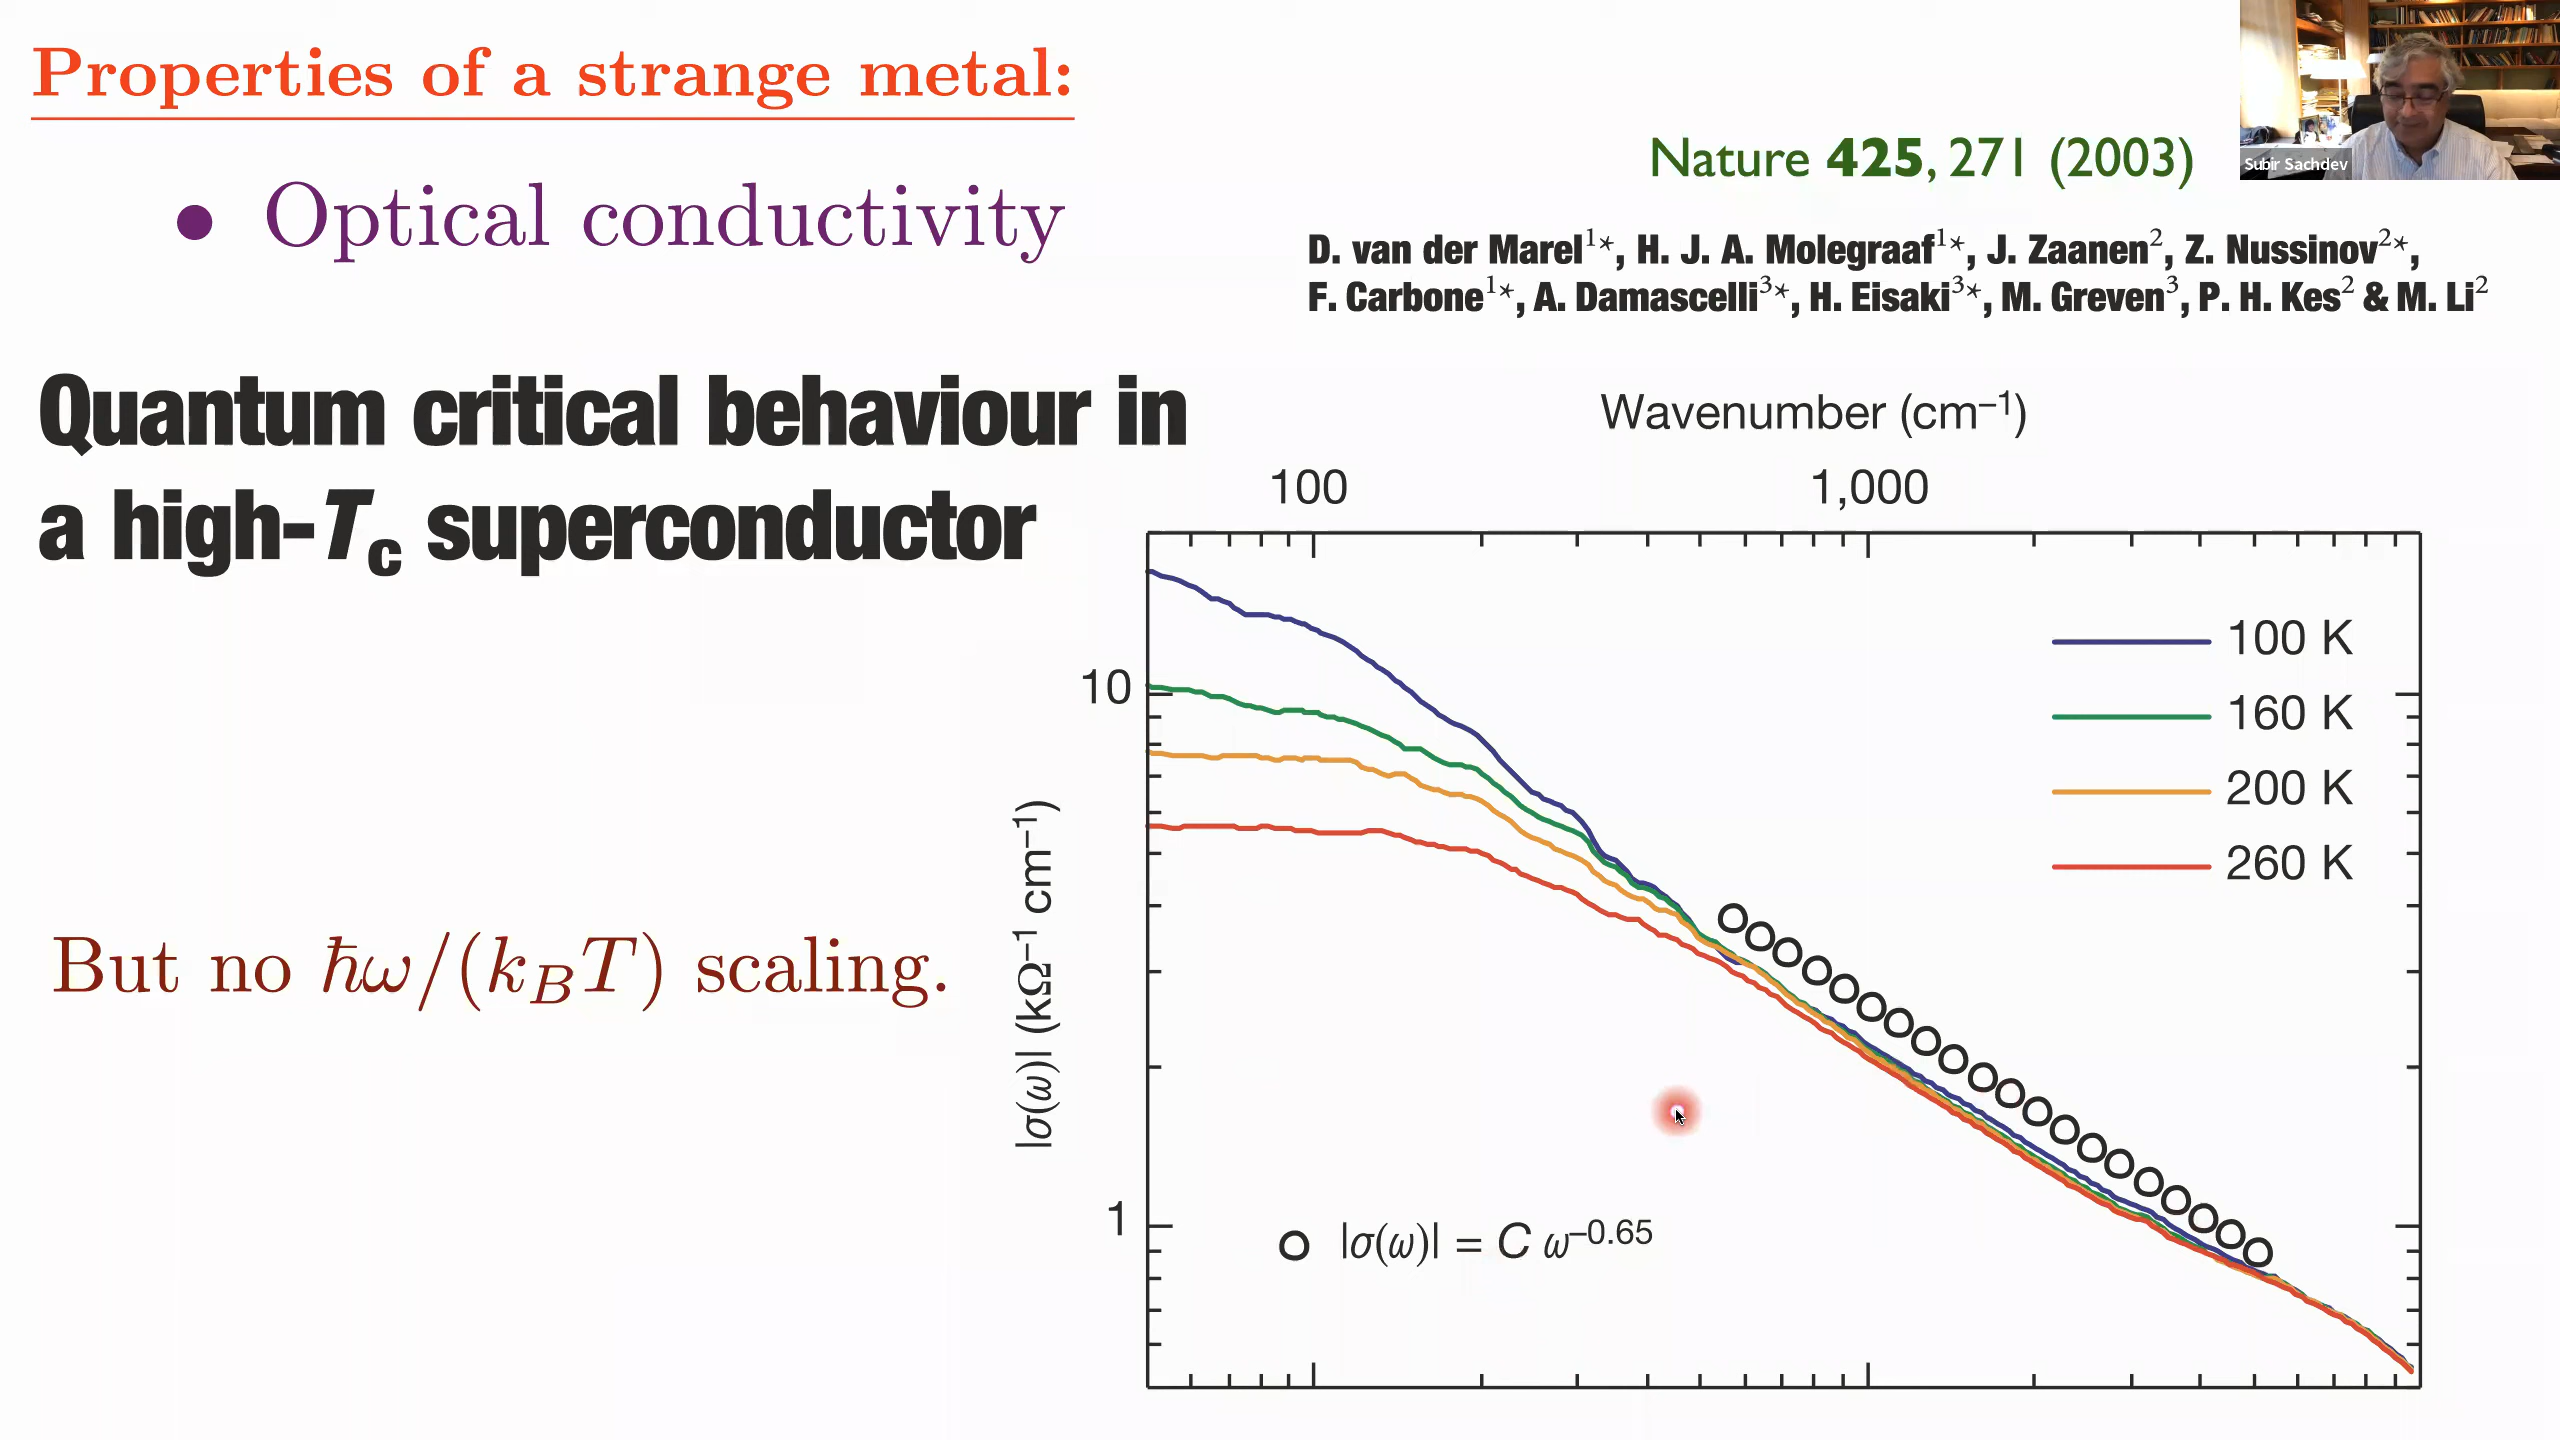 Properties of a strange metal:
• Optical conductivity
Nature 425, 271 (2003)
Subir Sachdev
D. van der Marel¹*, H. J. A. Molegraaf¹*, J. Zaanen², Z. Nussinov²*,
F. Carbone¹*, A. Damascelli³*, H. Eisaki³*, M. Greven³, P. H. Kes² & M. Li²
Quantum critical behaviour in
a high-Tc superconductor
But no ℏω/(k_BT) scaling.
Wavenumber (cm⁻¹)
100 1,000
100 K
160 K
200 K
260 K
10
1
|σ(ω)| (kΩ⁻¹ cm⁻¹)
|σ(ω)| = C ω⁻⁰·⁶⁵